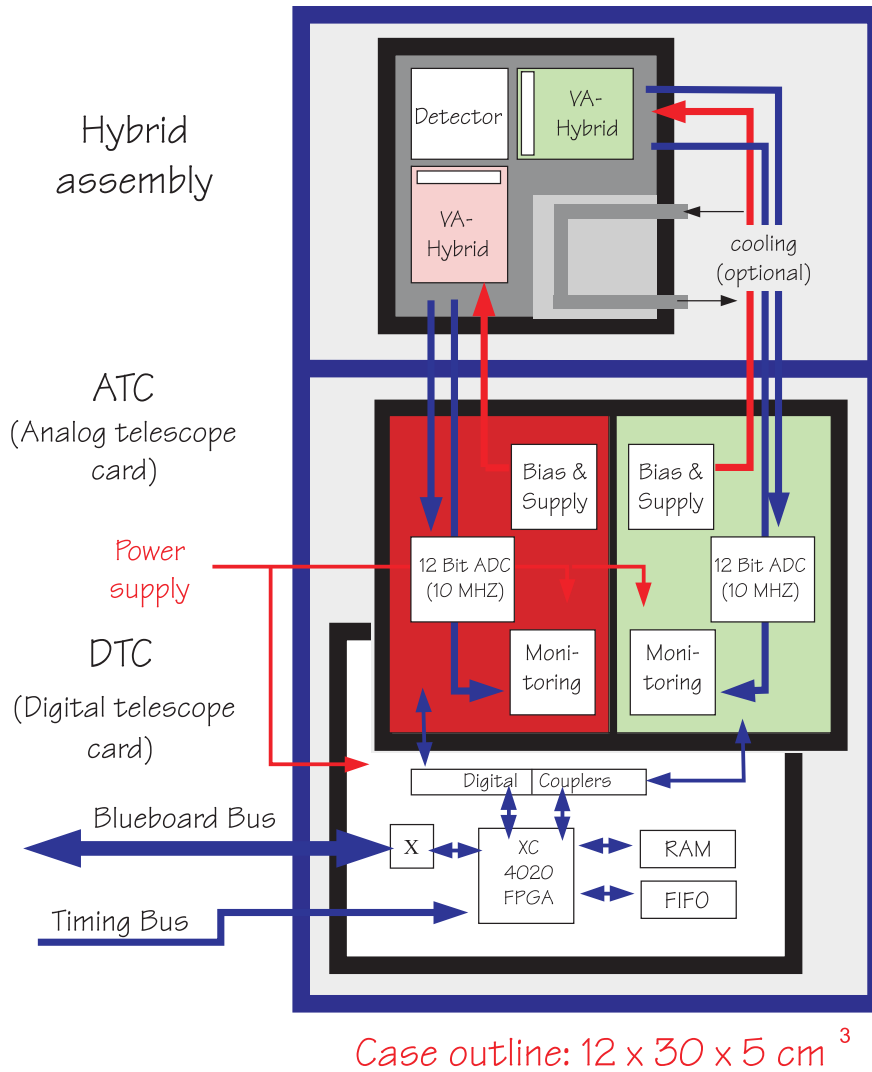 Hybrid
assembly
Detector
VA-
Hybrid
VA-
Hybrid
cooling
(optional)
ATC
(Analog telescope
card)
Bias &
Supply
Bias &
Supply
Power
supply
12 Bit ADC
(10 MHZ)
12 Bit ADC
(10 MHZ)
DTC
(Digital telescope
card)
Moni-
toring
Moni-
toring
Digital Couplers
Blueboard Bus
X
XC
4020
FPGA
RAM
FIFO
Timing Bus
Case outline: 12 x 30 x 5 cm ³